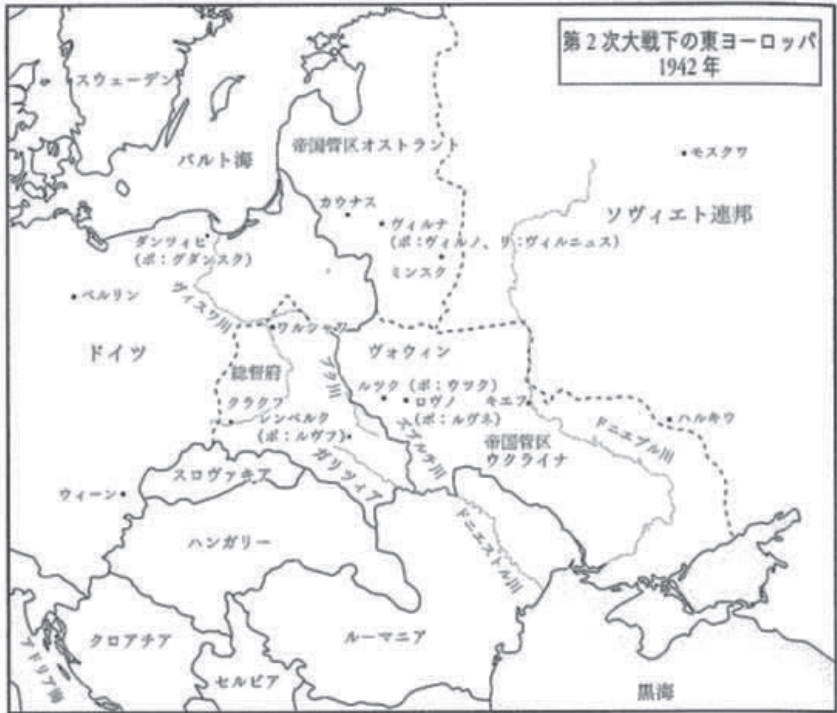 第2次大戦下の東ヨーロッパ
1942年
スウェーデン
バルト海
帝国管区オストラント
モスクワ
カウナス
ヴィルナ
(ポ:ヴィルノ、リ:ヴィルニュス)
ソヴィエト連邦
ダンツィヒ
(ポ:グダンスク)
ミンスク
ベルリン
ヴィスワ川
ワルシャワ
ドイツ
ヴォウィン
総督府
ブク川
ルツク(ポ:ウツク)
クラクフ
ロヴノ
(ポ:ルヴネ)
キエフ
ハルキウ
レンベルク
(ポ:ルヴフ)
ズブルチ川
ドニエプル川
帝国管区
ウクライナ
ガリツィア
スロヴァキア
ウィーン
ハンガリー
ドニエストル川
クロアチア
ルーマニア
アドリア海
セルビア
黒海